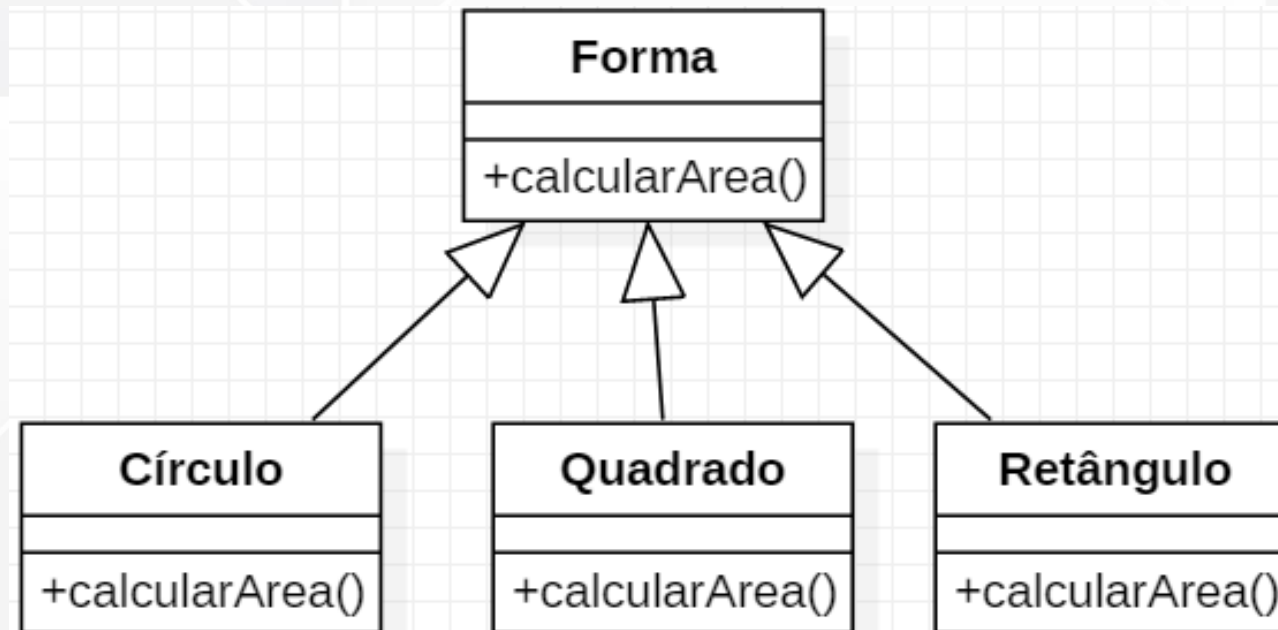 Forma
+calcularArea()
Círculo
Quadrado
Retângulo
+calcularArea()
+calcularArea()
+calcularArea()